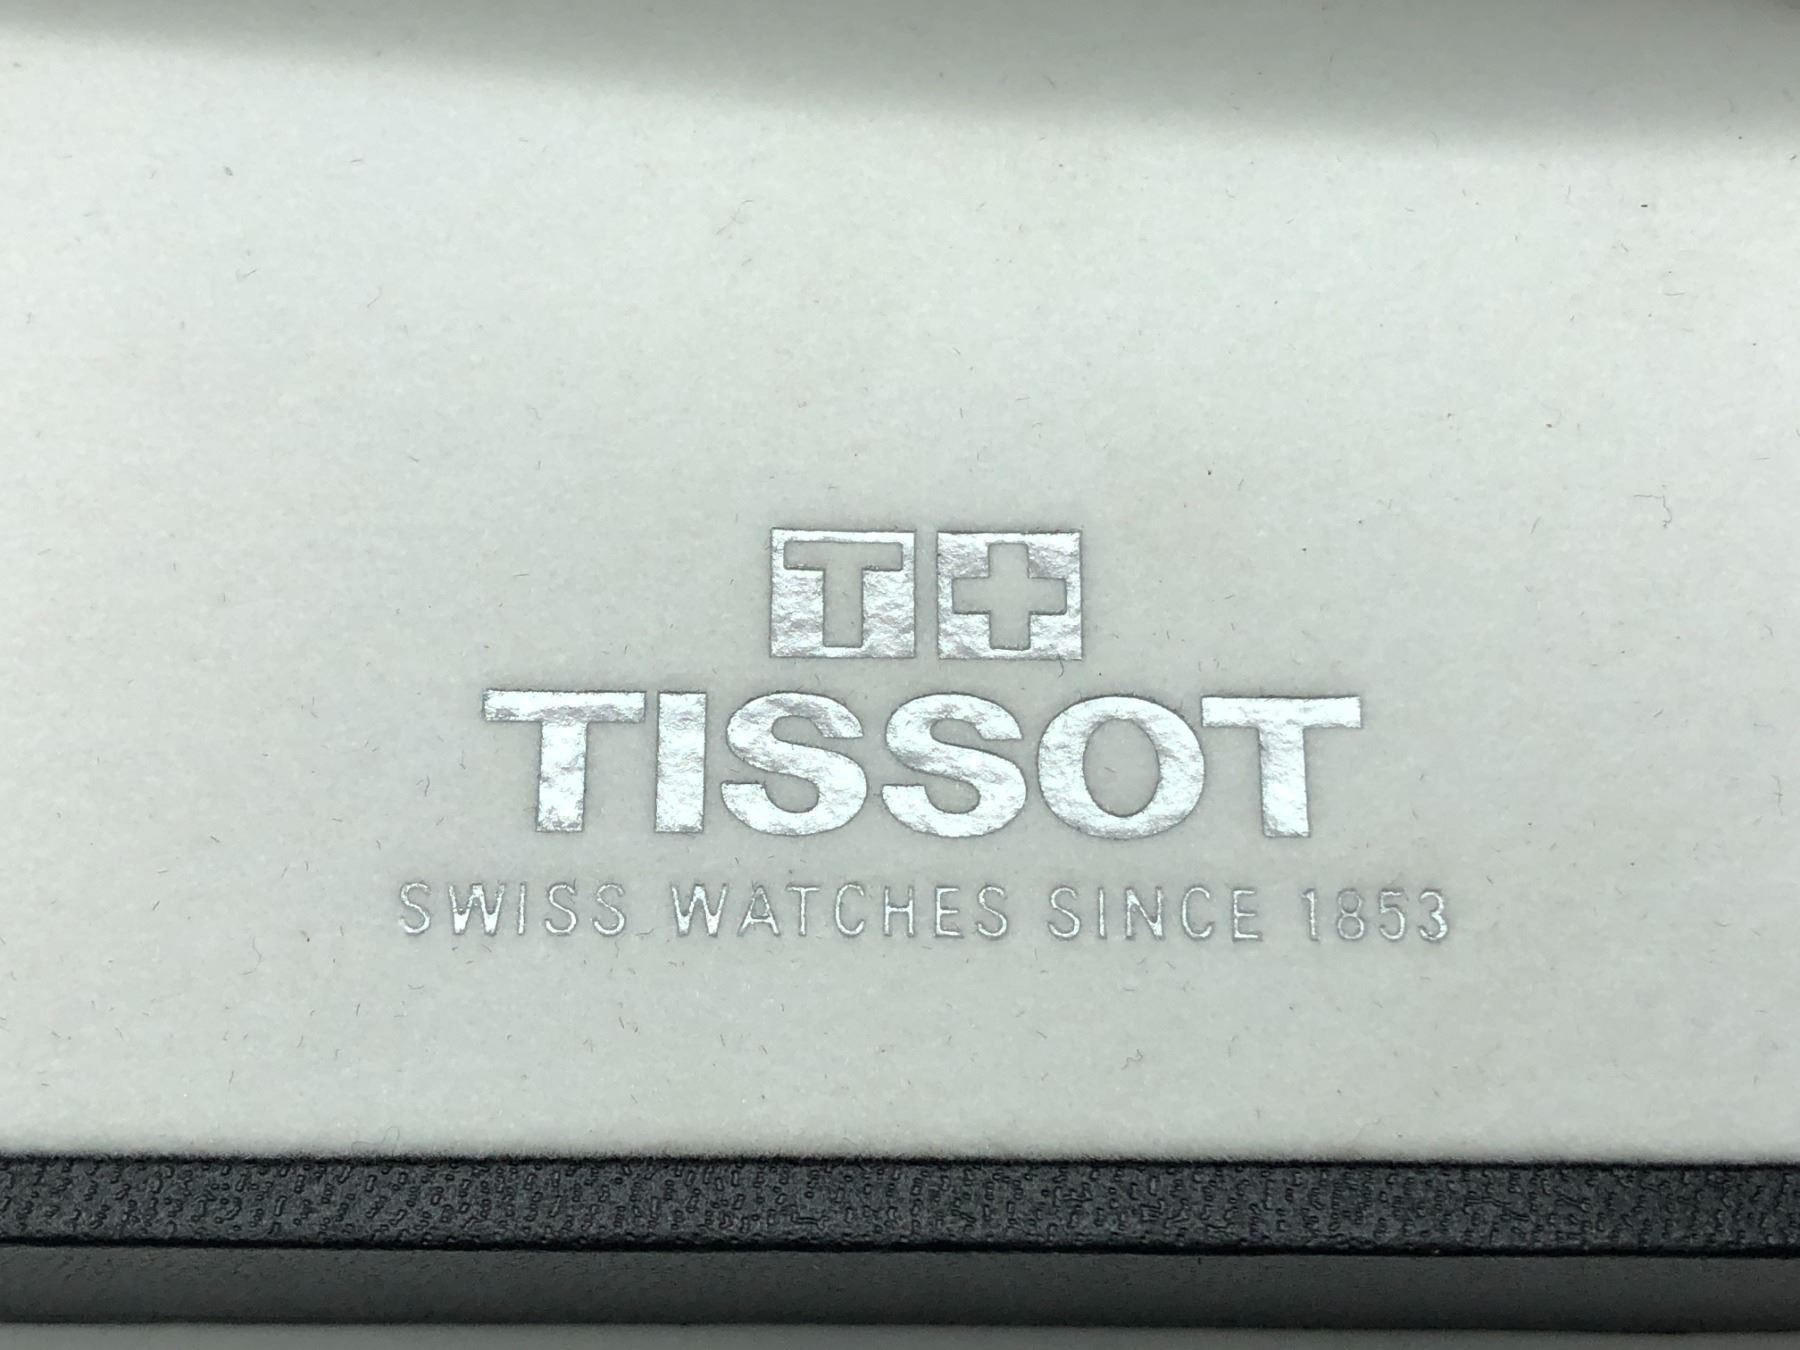 T+
TISSOT
SWISS WATCHES SINCE 1853